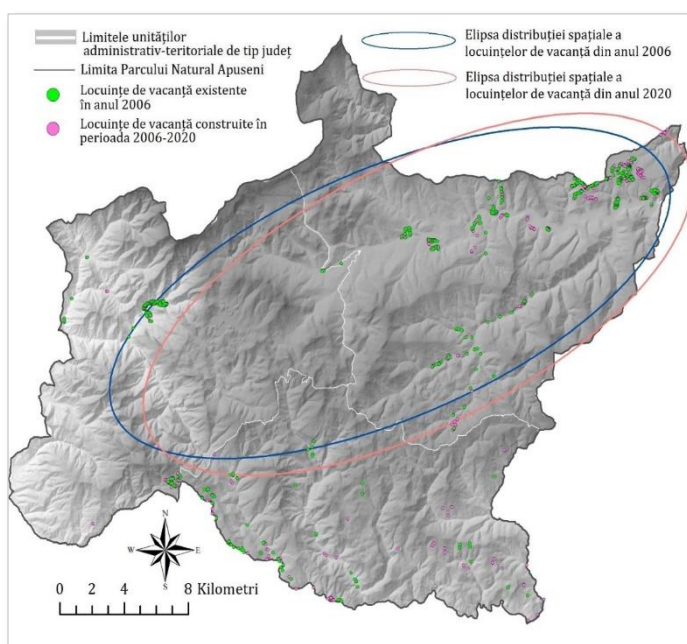 Limitele unităților
administrativ-teritoriale de tip județ
Limita Parcului Natural Apuseni
Locuințe de vacanță existente
în anul 2006
Locuințe de vacanță construite în
perioada 2006-2020
Elipsa distribuției spațiale a
locuințelor de vacanță din anul 2006
Elipsa distribuției spațiale a
locuințelor de vacanță din anul 2020
N
W E
S
0 2 4 8 Kilometri